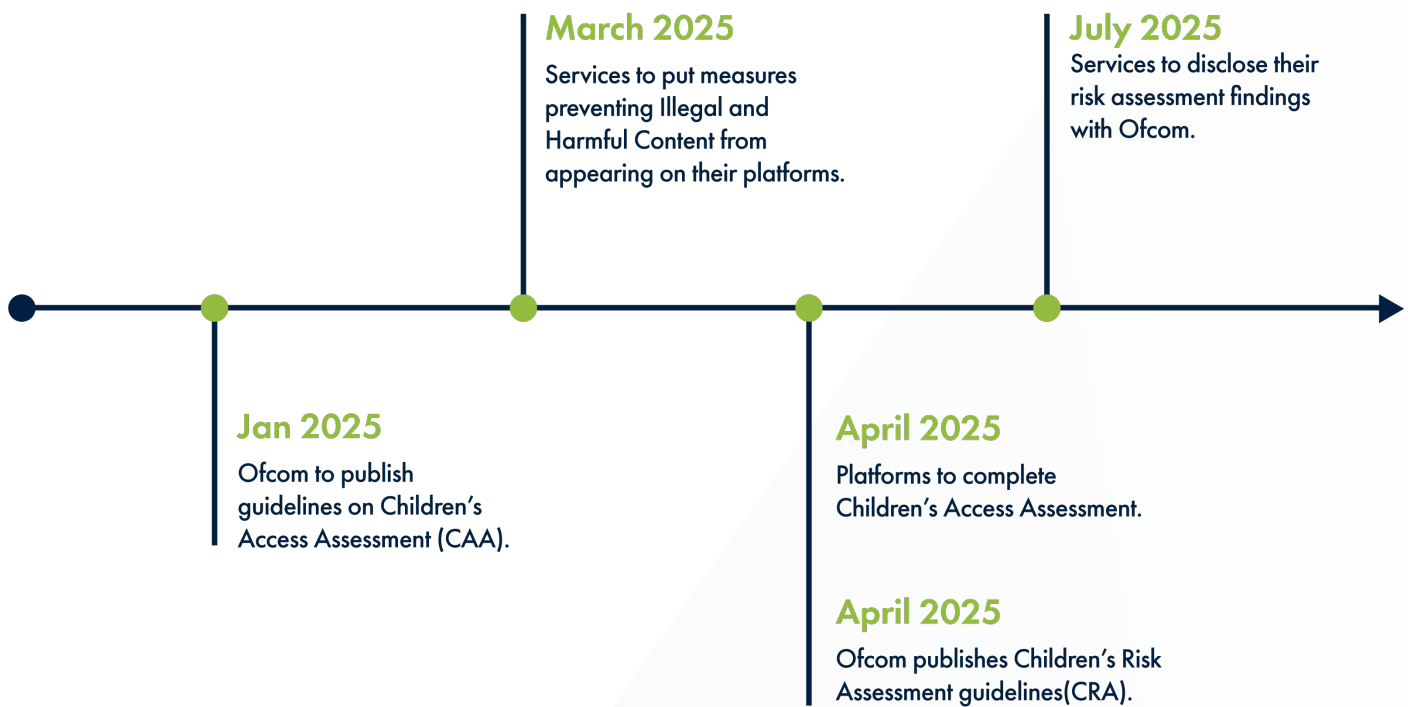 March 2025
Services to put measures
preventing Illegal and
Harmful Content from
appearing on their platforms.
July 2025
Services to disclose their
risk assessment findings
with Ofcom.
Jan 2025
Ofcom to publish
guidelines on Children’s
Access Assessment (CAA).
April 2025
Platforms to complete
Children’s Access Assessment.
April 2025
Ofcom publishes Children’s Risk
Assessment guidelines(CRA).